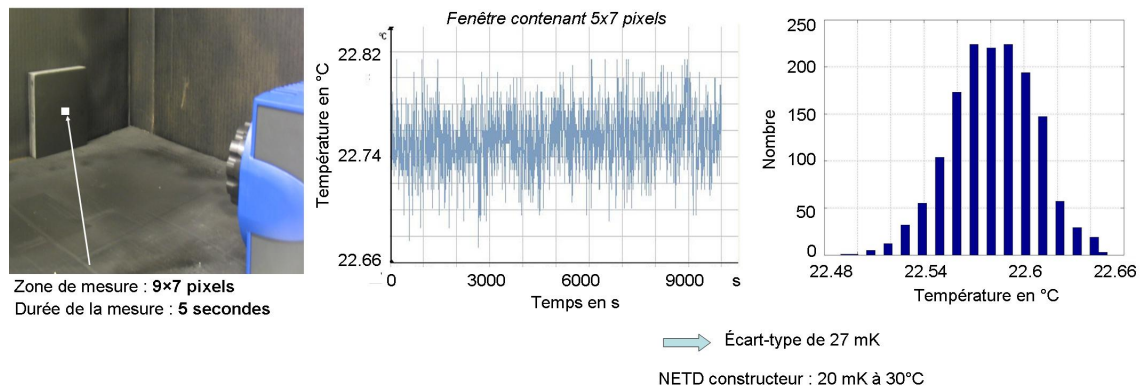 Fenêtre contenant 5x7 pixels
°C
22.82
22.74
22.66
Température en °C
0 3000 6000 9000 s
Temps en s
250
200
150
100
50
0
Nombre
22.48 22.54 22.6 22.66
Température en °C
Zone de mesure : 9×7 pixels
Durée de la mesure : 5 secondes
Écart-type de 27 mK
NETD constructeur : 20 mK à 30°C